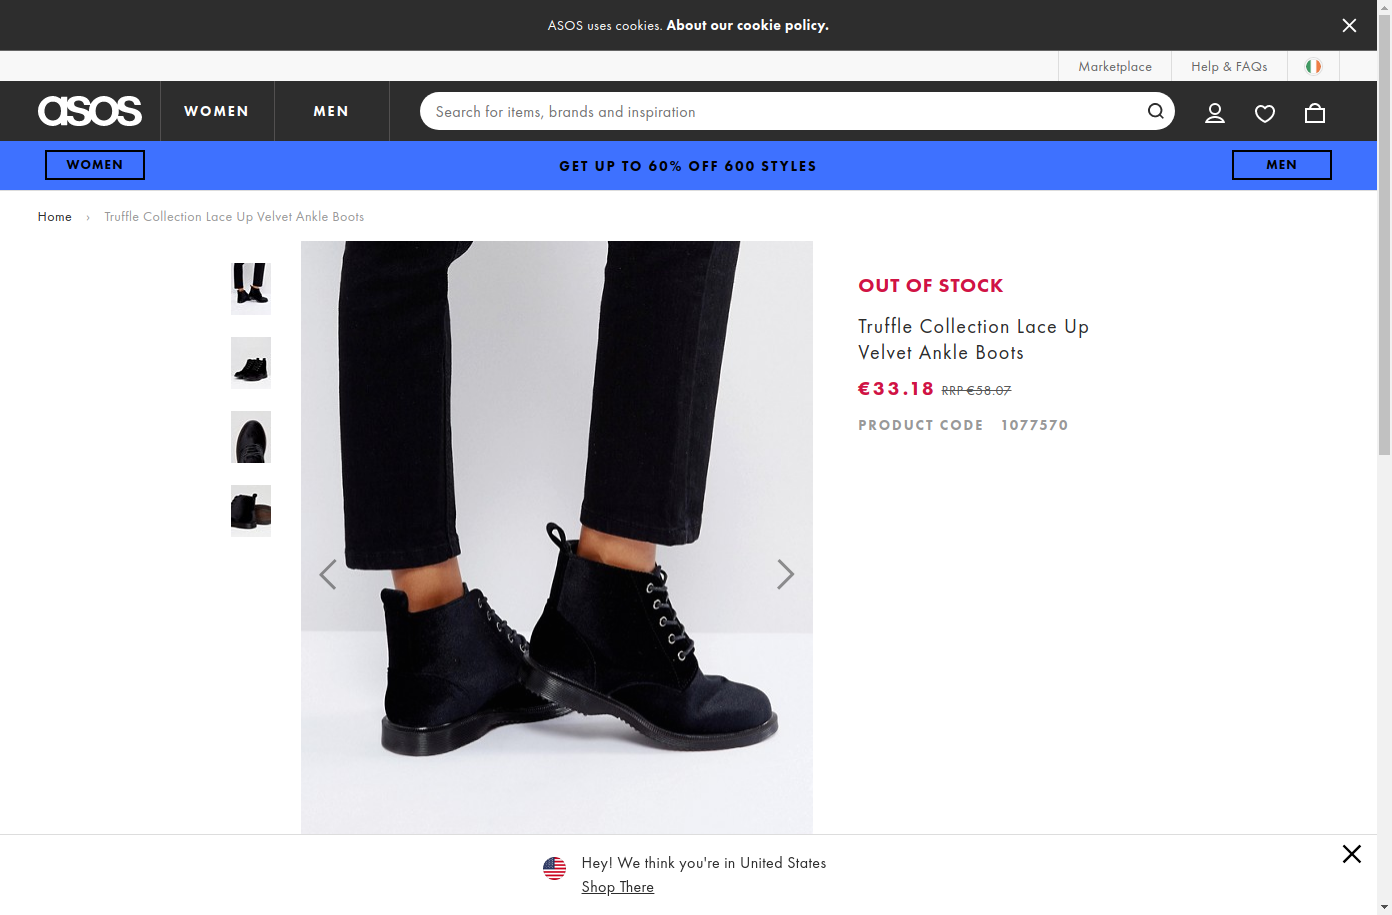 ASOS uses cookies. About our cookie policy.
Marketplace
Help & FAQs
asos
WOMEN
MEN
Search for items, brands and inspiration
WOMEN
GET UP TO 60% OFF 600 STYLES
MEN
Home › Truffle Collection Lace Up Velvet Ankle Boots
OUT OF STOCK
Truffle Collection Lace Up
Velvet Ankle Boots
€33.18 RRP €58.07
PRODUCT CODE 1077570
Hey! We think you're in United States
Shop There